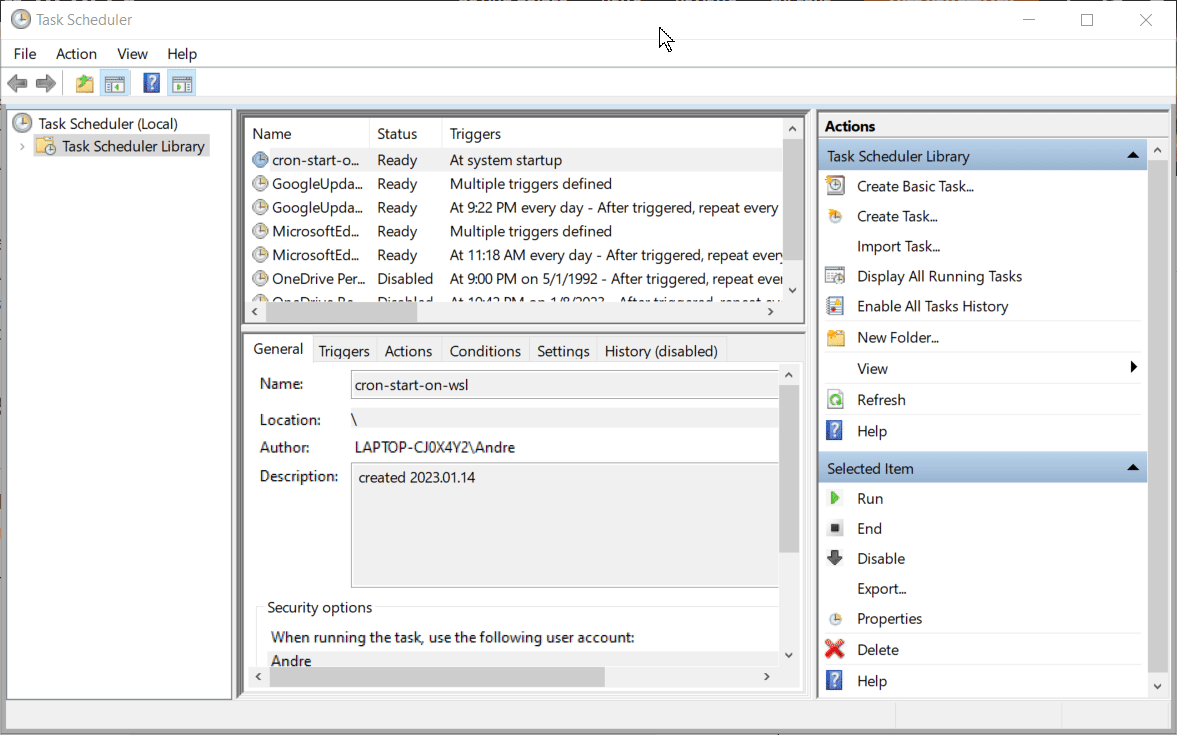 Task Scheduler
File Action View Help
Task Scheduler (Local)
Task Scheduler Library
Name Status Triggers
cron-start-o... Ready At system startup
GoogleUpda... Ready Multiple triggers defined
GoogleUpda... Ready At 9:22 PM every day - After triggered, repeat every
MicrosoftEd... Ready Multiple triggers defined
MicrosoftEd... Ready At 11:18 AM every day - After triggered, repeat every
OneDrive Per... Disabled At 9:00 PM on 5/1/1992 - After triggered, repeat ever
OneDrive Re... Disabled
General Triggers Actions Conditions Settings History (disabled)
Name: cron-start-on-wsl
Location: \
Author: LAPTOP-CJ0X4Y2\Andre
Description: created 2023.01.14
Security options
When running the task, use the following user account:
Andre
Actions
Task Scheduler Library
Create Basic Task...
Create Task...
Import Task...
Display All Running Tasks
Enable All Tasks History
New Folder...
View
Refresh
Help
Selected Item
Run
End
Disable
Export...
Properties
Delete
Help